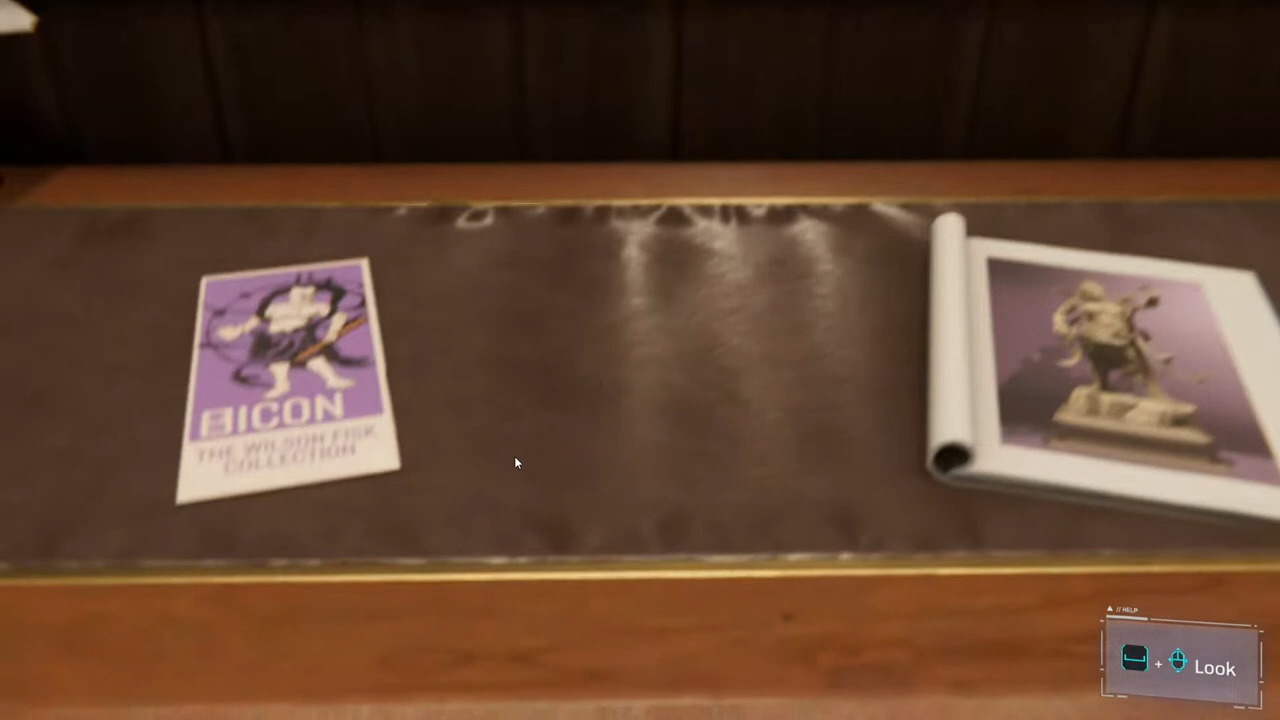 ICON
THE WILSON FISK
COLLECTION
// HELP
+ Look